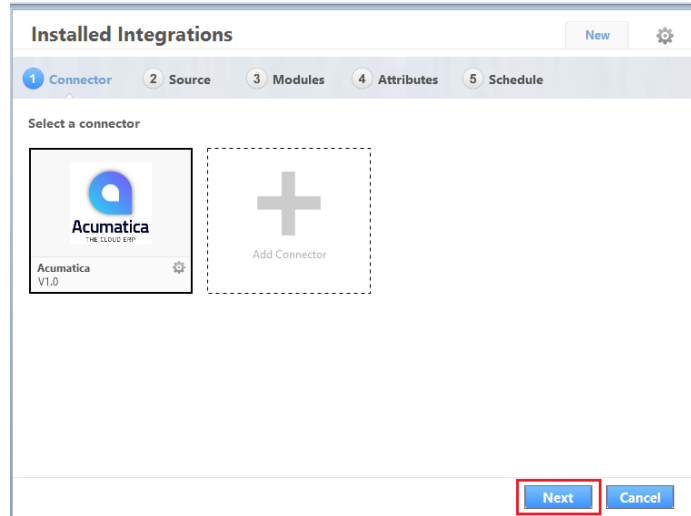 Installed Integrations
New
1 Connector 2 Source 3 Modules 4 Attributes 5 Schedule
Select a connector
Acumatica
THE CLOUD ERP
Add Connector
Acumatica
V1.0
Next Cancel